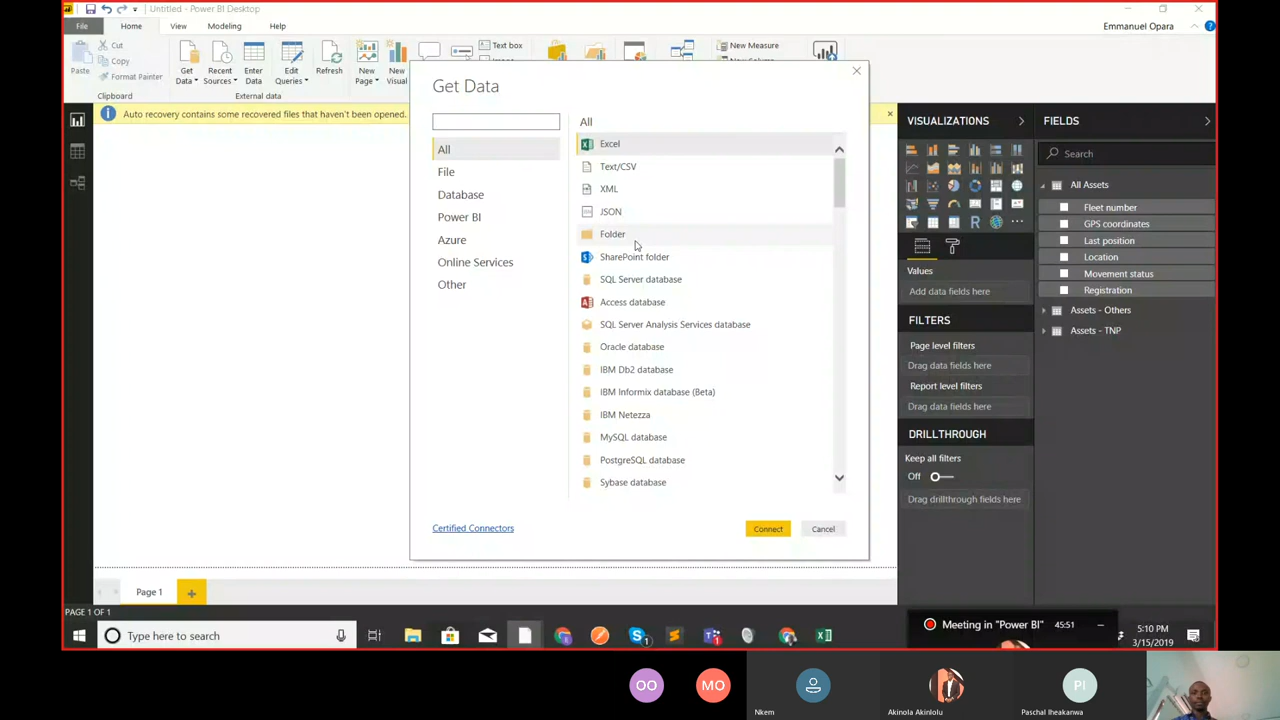 Untitled - Power BI Desktop
File
Home
View
Modeling
Help
Emmanuel Opara
Paste
Cut
Copy
Format Painter
Clipboard
Get
Data
Recent
Sources
Enter
Data
Edit
Queries
Refresh
External data
New
Page
New
Visual
Text box
New Measure
Auto recovery contains some recovered files that haven't been opened.
Get Data
All
File
Database
Power BI
Azure
Online Services
Other
All
Excel
Text/CSV
XML
JSON
Folder
SharePoint folder
SQL Server database
Access database
SQL Server Analysis Services database
Oracle database
IBM Db2 database
IBM Informix database (Beta)
IBM Netezza
MySQL database
PostgreSQL database
Sybase database
Certified Connectors
Connect
Cancel
VISUALIZATIONS
R
Values
Add data fields here
FILTERS
Page level filters
Drag data fields here
Report level filters
Drag data fields here
DRILLTHROUGH
Keep all filters
Off
Drag drillthrough fields here
FIELDS
Search
All Assets
Fleet number
GPS coordinates
Last position
Location
Movement status
Registration
Assets - Others
Assets - TNP
Page 1
PAGE 1 OF 1
Type here to search
Meeting in "Power BI"
45:51
5:10 PM
3/15/2019
OO
MO
Nkem
Akinola Akinlolu
PI
Paschal Iheakanwa